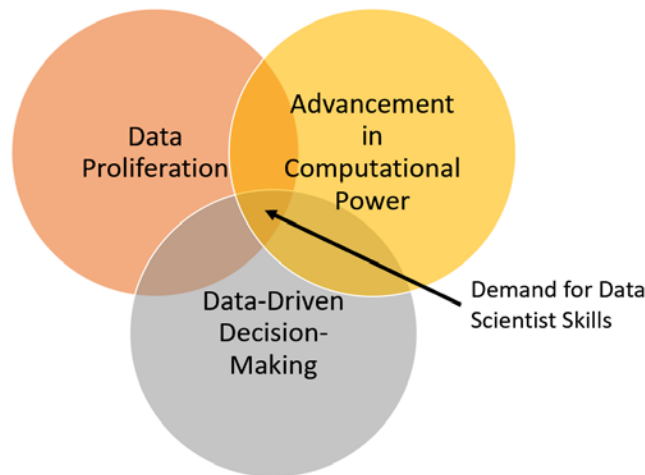 Data
Proliferation
Advancement
in
Computational
Power
Data-Driven
Decision-
Making
Demand for Data
Scientist Skills